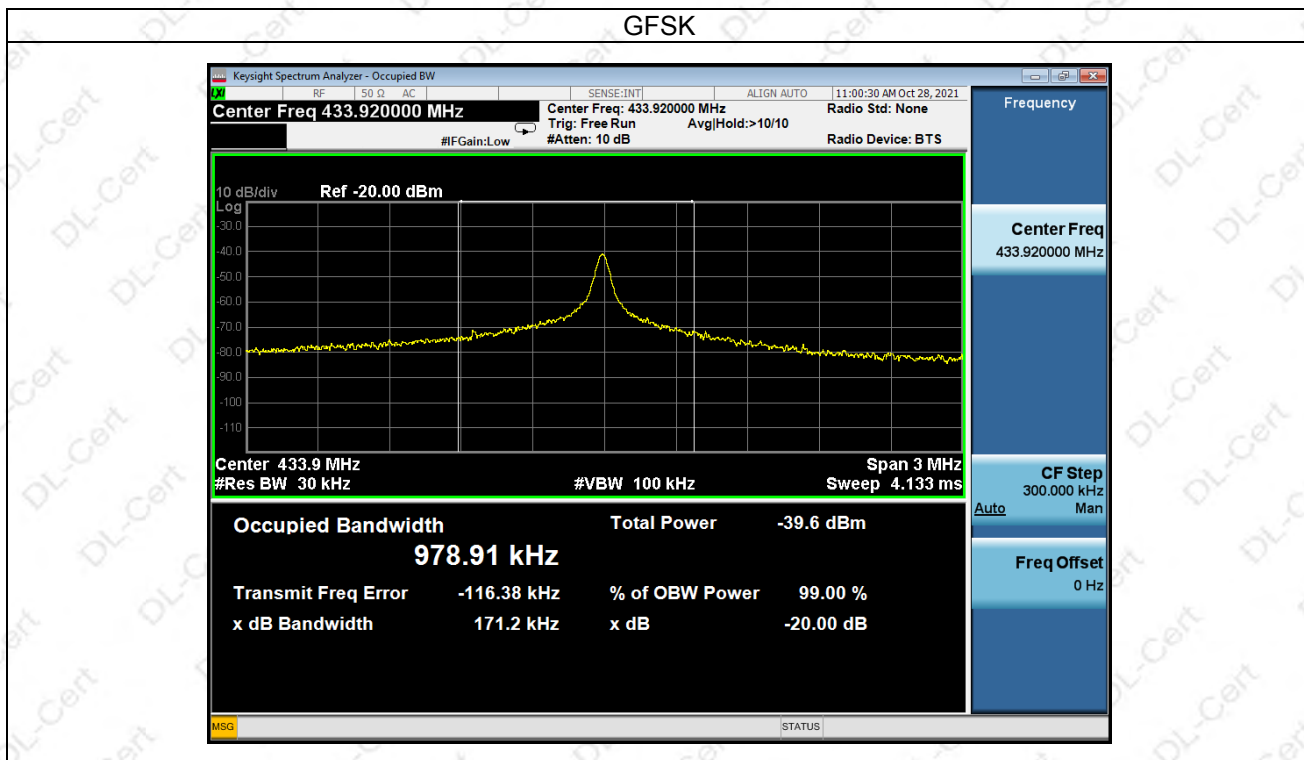 GFSK
Keysight Spectrum Analyzer - Occupied BW
LXI RF 50 Ω AC SENSE:INT ALIGN AUTO 11:00:30 AM Oct 28, 2021
Center Freq 433.920000 MHz
Center Freq: 433.920000 MHz Radio Std: None
Trig: Free Run Avg|Hold:>10/10
#IFGain:Low #Atten: 10 dB Radio Device: BTS
10 dB/div Ref -20.00 dBm
Log
-30.0
-40.0
-50.0
-60.0
-70.0
-80.0
-90.0
-100
-110
Center 433.9 MHz Span 3 MHz
#Res BW 30 kHz #VBW 100 kHz Sweep 4.133 ms
Occupied Bandwidth Total Power -39.6 dBm
978.91 kHz
Transmit Freq Error -116.38 kHz % of OBW Power 99.00 %
x dB Bandwidth 171.2 kHz x dB -20.00 dB
MSG STATUS
Frequency
Center Freq
433.920000 MHz
CF Step
300.000 kHz
Auto Man
Freq Offset
0 Hz
DL-Cert